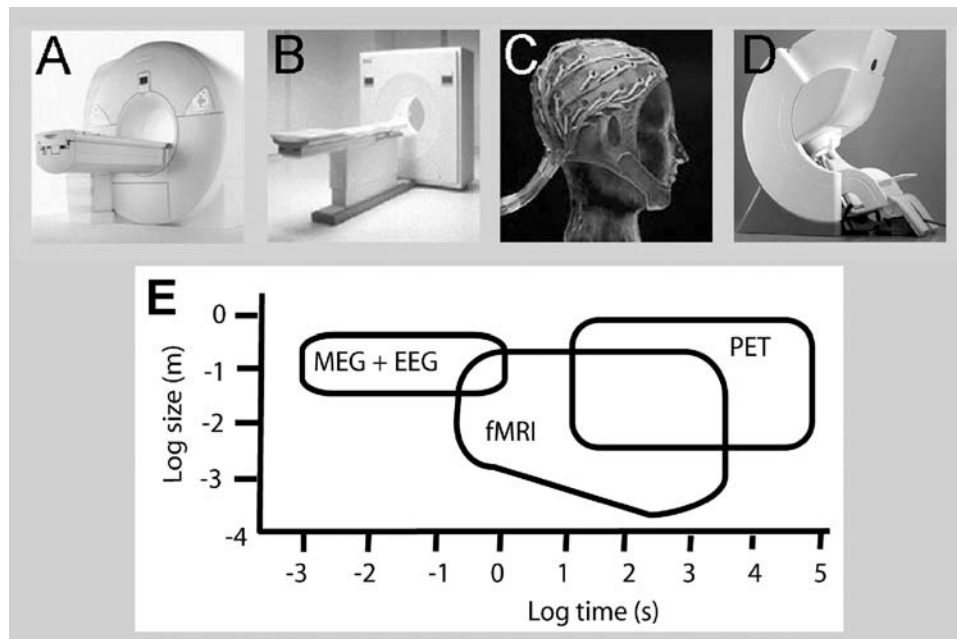 A B C D
E
0
-1
-2
-3
-4
Log size (m)
MEG + EEG
fMRI
PET
-3 -2 -1 0 1 2 3 4 5
Log time (s)